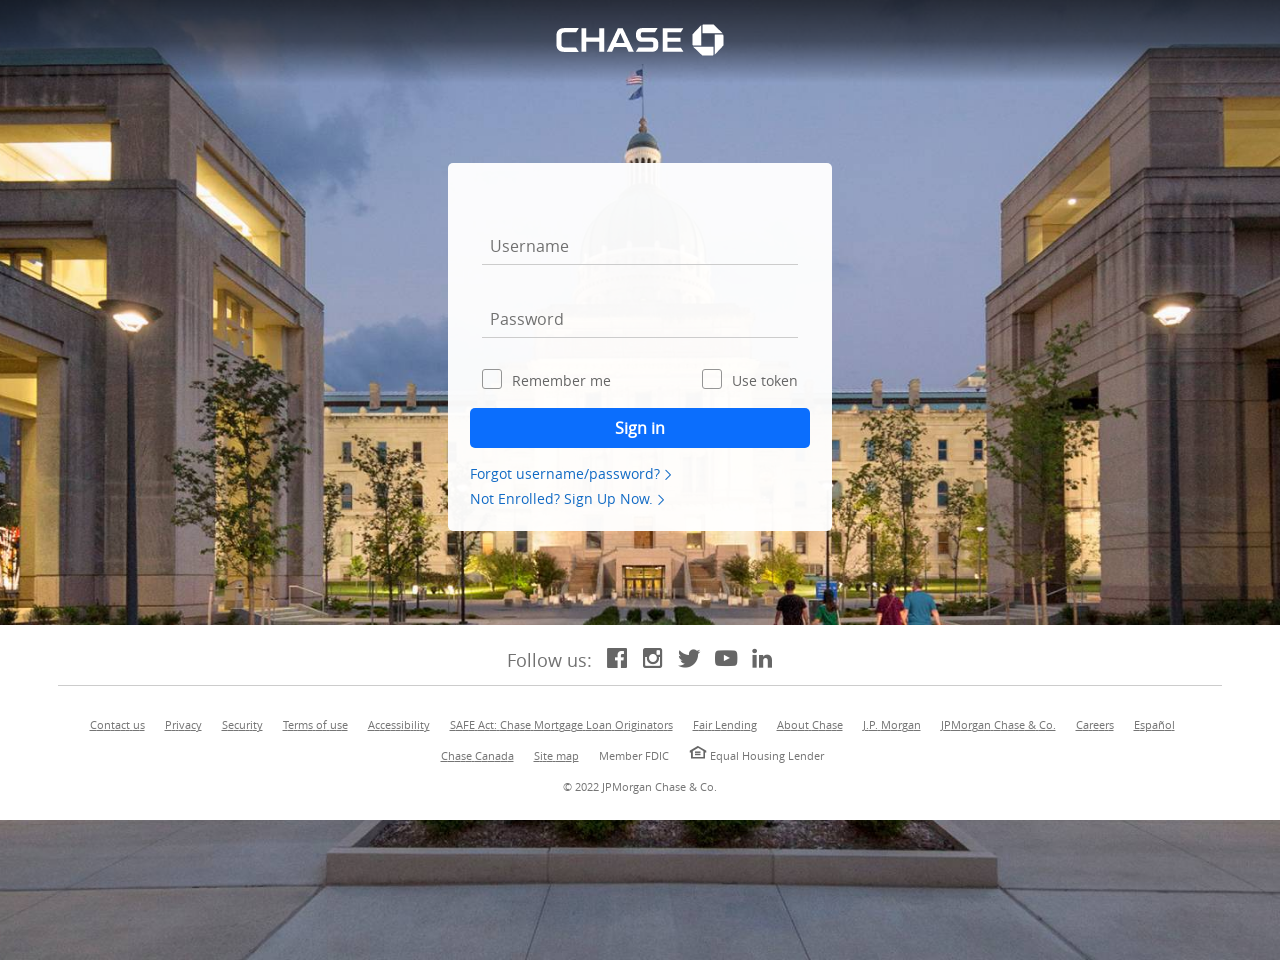 CHASE
Username
Password
Remember me Use token
Sign in
Forgot username/password?
Not Enrolled? Sign Up Now.
Follow us:
Contact us Privacy Security Terms of use Accessibility SAFE Act: Chase Mortgage Loan Originators Fair Lending About Chase J.P. Morgan JPMorgan Chase & Co. Careers Español
Chase Canada Site map Member FDIC Equal Housing Lender
© 2022 JPMorgan Chase & Co.